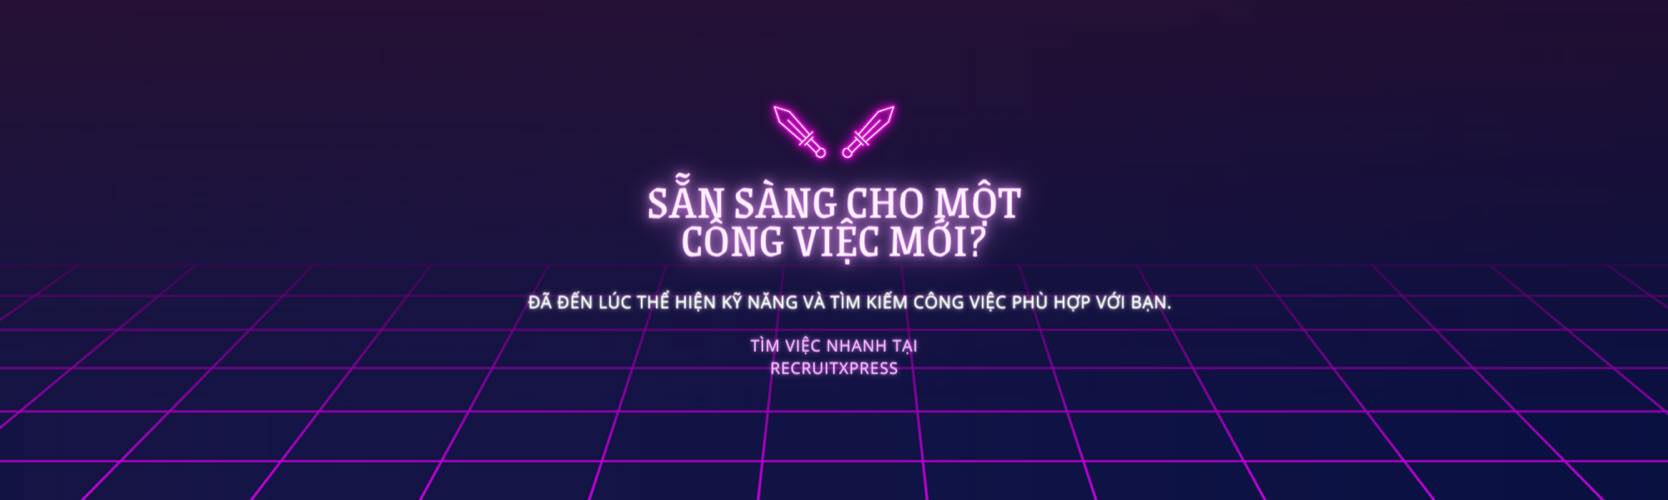 SẴN SÀNG CHO MỘT
CÔNG VIỆC MỚI?
ĐÃ ĐẾN LÚC THỂ HIỆN KỸ NĂNG VÀ TÌM KIẾM CÔNG VIỆC PHÙ HỢP VỚI BẠN.
TÌM VIỆC NHANH TẠI
RECRUITXPRESS